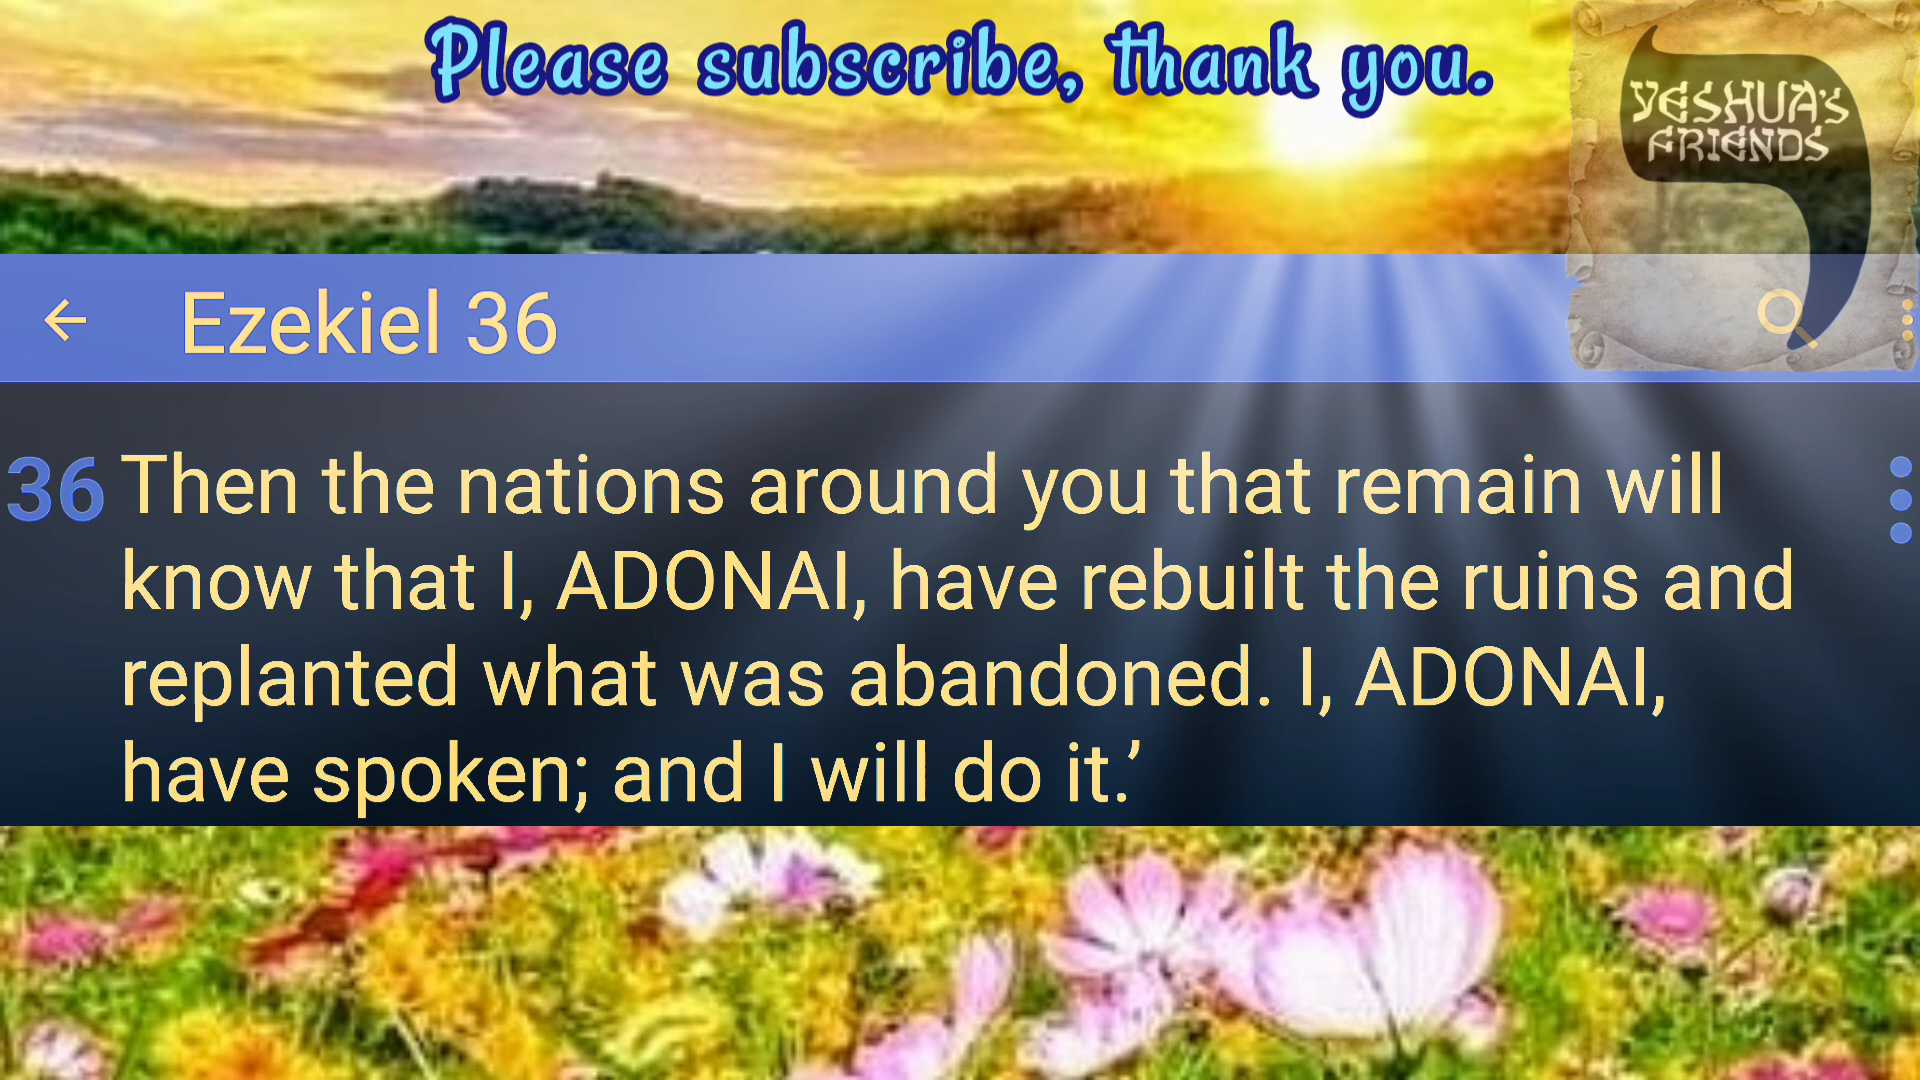 Please subscribe, thank you.
YESHUA'S
FRIENDS
Ezekiel 36
36 Then the nations around you that remain will
know that I, ADONAI, have rebuilt the ruins and
replanted what was abandoned. I, ADONAI,
have spoken; and I will do it.’